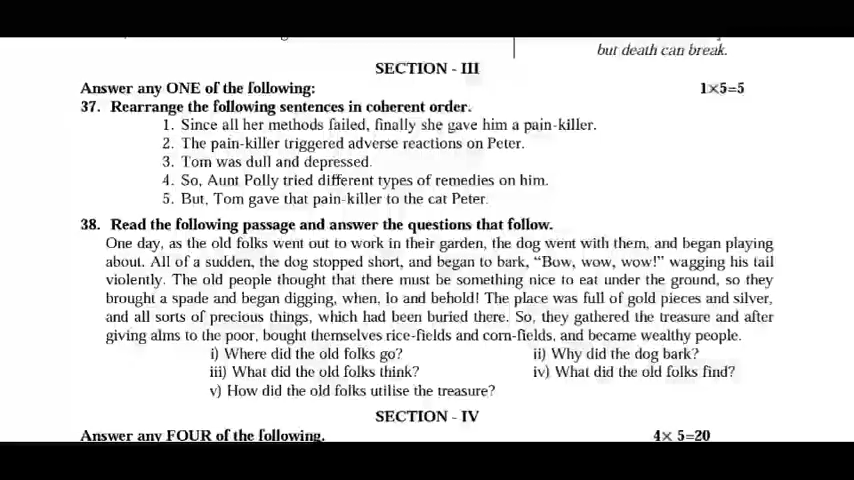 but death can break.
SECTION - III
Answer any ONE of the following: 1×5=5
37. Rearrange the following sentences in coherent order.
1. Since all her methods failed, finally she gave him a pain-killer.
2. The pain-killer triggered adverse reactions on Peter.
3. Tom was dull and depressed.
4. So, Aunt Polly tried different types of remedies on him.
5. But, Tom gave that pain-killer to the cat Peter.
38. Read the following passage and answer the questions that follow.
One day, as the old folks went out to work in their garden, the dog went with them, and began playing
about. All of a sudden, the dog stopped short, and began to bark, “Bow, wow, wow!” wagging his tail
violently. The old people thought that there must be something nice to eat under the ground, so they
brought a spade and began digging, when, lo and behold! The place was full of gold pieces and silver,
and all sorts of precious things, which had been buried there. So, they gathered the treasure and after
giving alms to the poor, bought themselves rice-fields and corn-fields, and became wealthy people.
i) Where did the old folks go? ii) Why did the dog bark?
iii) What did the old folks think? iv) What did the old folks find?
v) How did the old folks utilise the treasure?
SECTION - IV
Answer any FOUR of the following. 4× 5=20